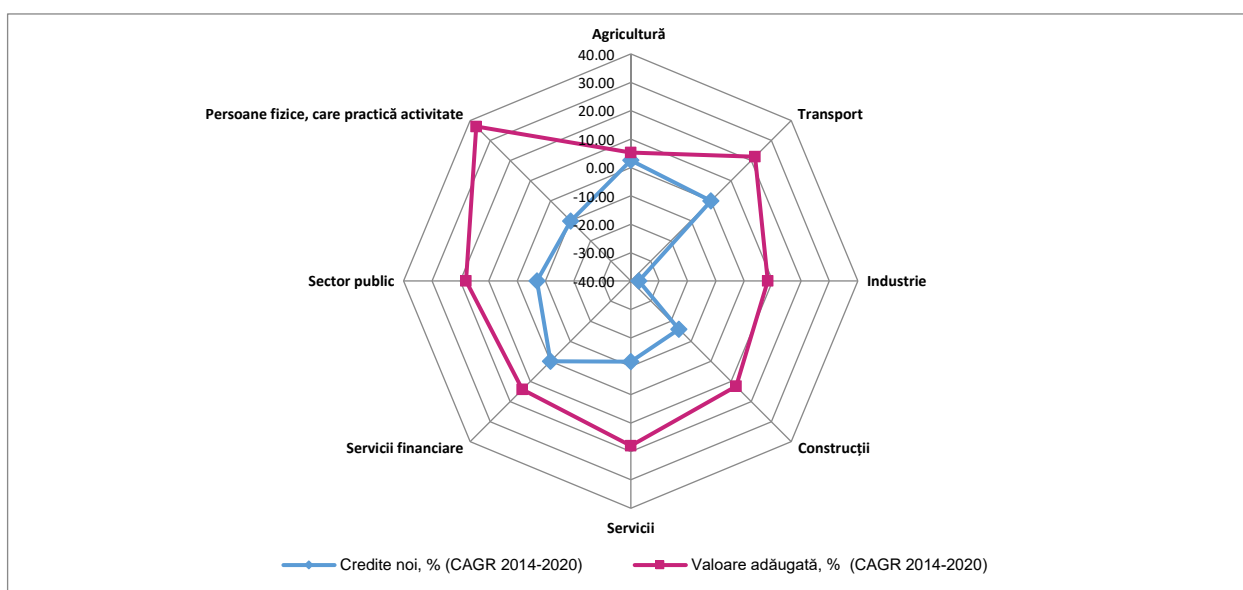 Agricultură
40.00
30.00
Persoane fizice, care practică activitate
Transport
20.00
10.00
0.00
-10.00
-20.00
-30.00
Sector public
-40.00
Industrie
Servicii financiare
Construcții
Servicii
Credite noi, % (CAGR 2014-2020)
Valoare adăugată, % (CAGR 2014-2020)